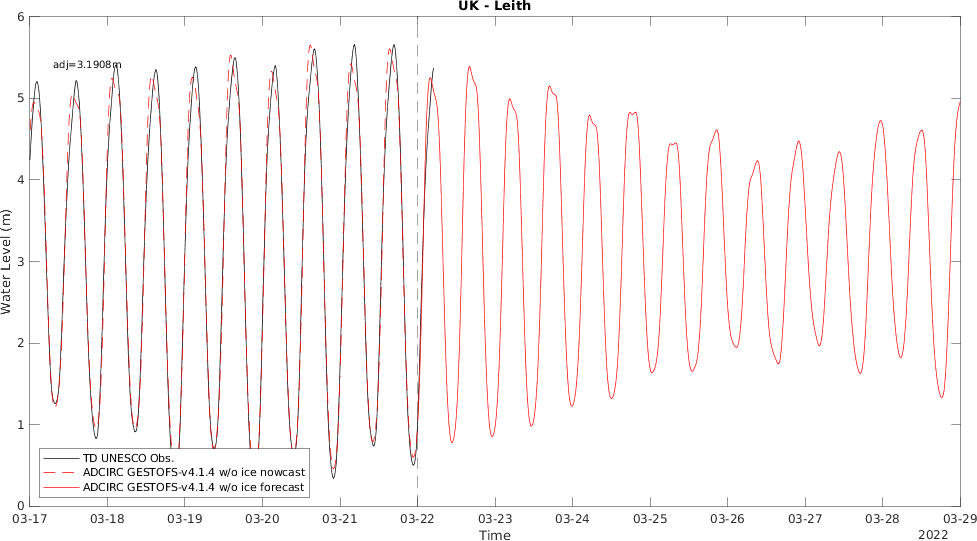 UK - Leith
6
adj=3.1908m
5
4
3
2
1
0
Water Level (m)
TD UNESCO Obs.
ADCIRC GESTOFS-v4.1.4 w/o ice nowcast
ADCIRC GESTOFS-v4.1.4 w/o ice forecast
03-17 03-18 03-19 03-20 03-21 03-22 03-23 03-24 03-25 03-26 03-27 03-28 03-29
Time
2022